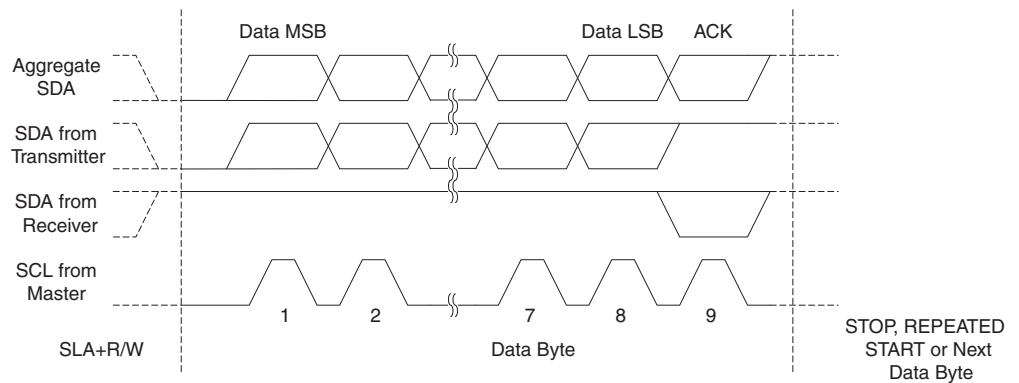 Data MSB
Data LSB
ACK
Aggregate
SDA
SDA from
Transmitter
SDA from
Receiver
SCL from
Master
1
2
7
8
9
SLA+R/W
Data Byte
STOP, REPEATED
START or Next
Data Byte